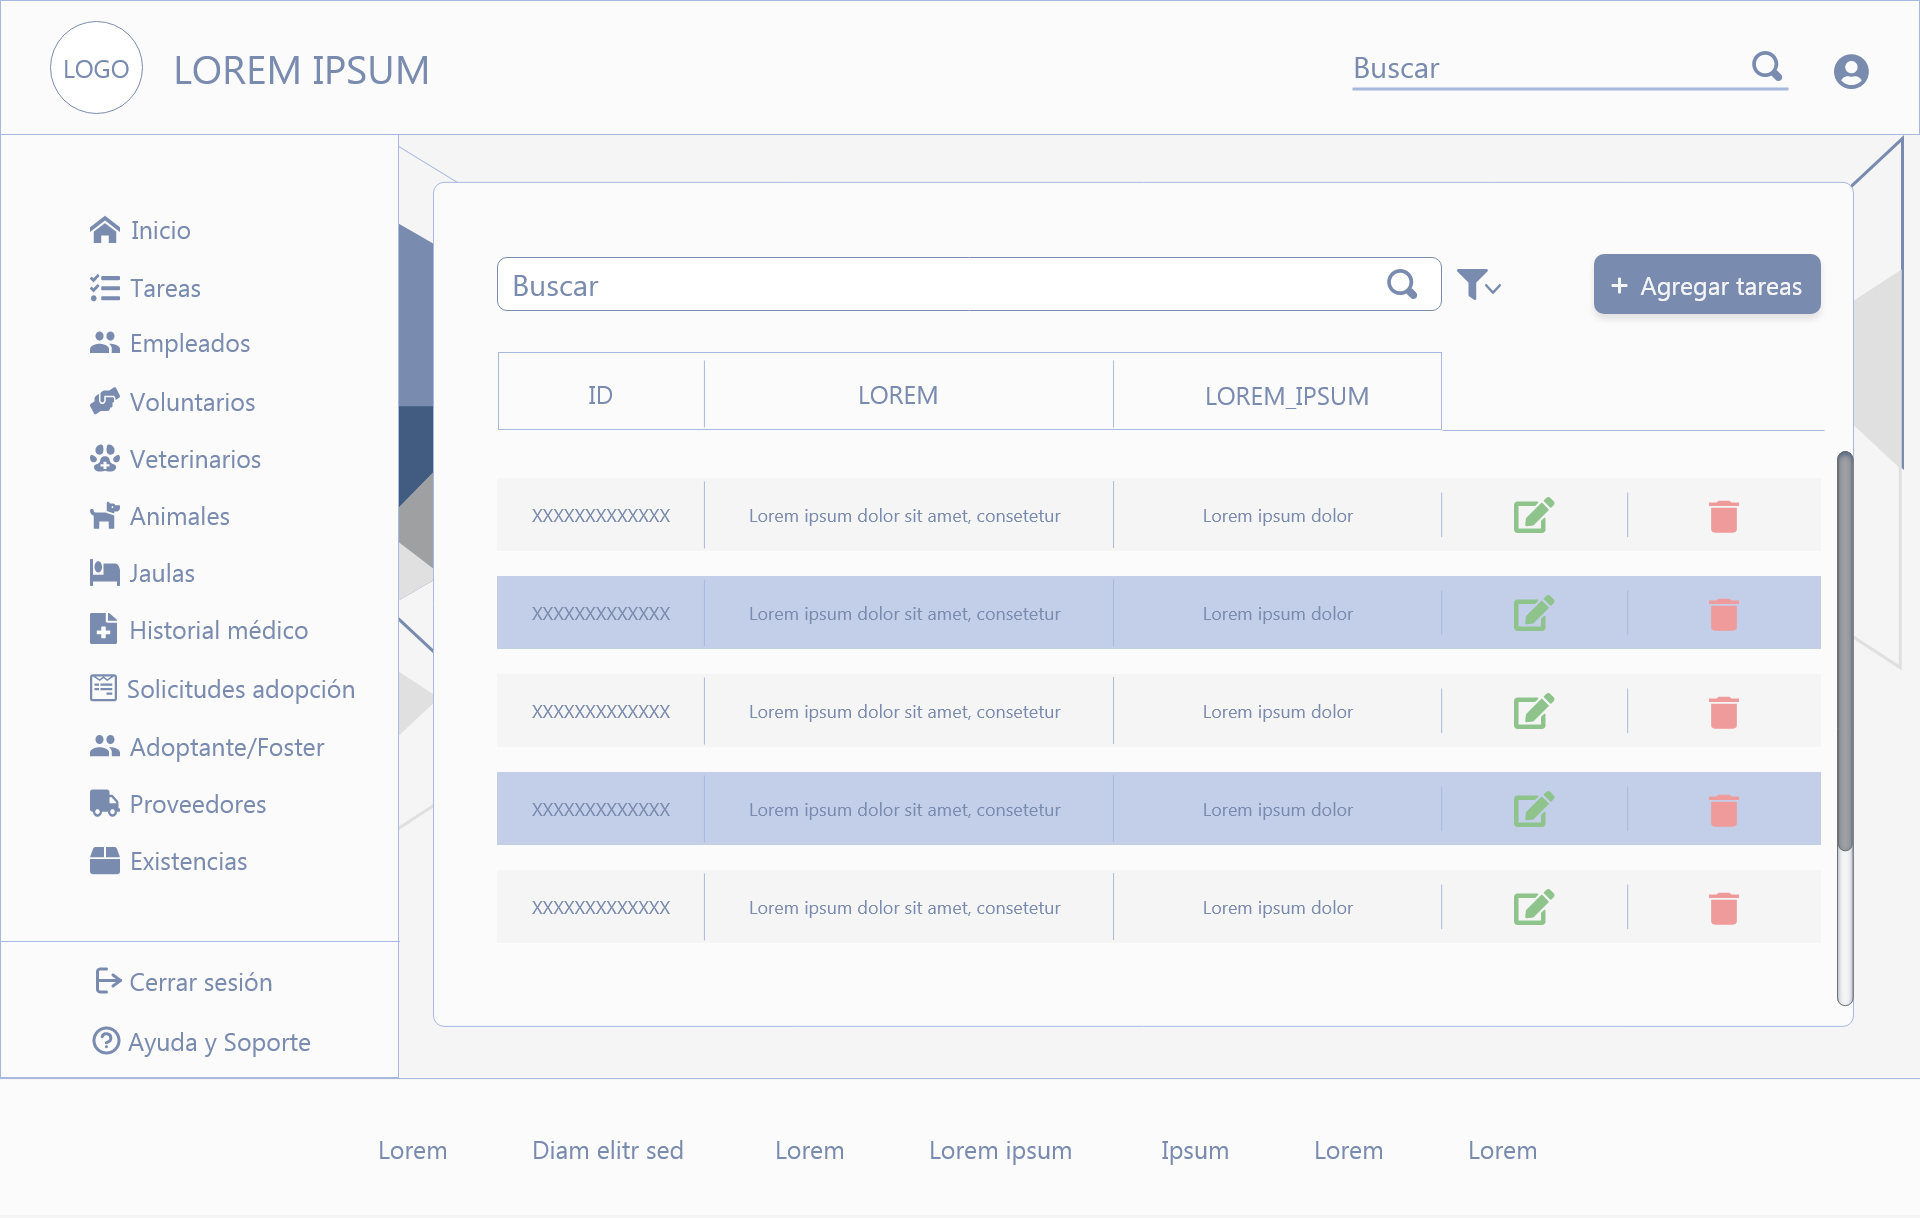 LOGO
LOREM IPSUM
Buscar
Inicio
Tareas
Empleados
Voluntarios
Veterinarios
Animales
Jaulas
Historial médico
Solicitudes adopción
Adoptante/Foster
Proveedores
Existencias
Cerrar sesión
Ayuda y Soporte
Buscar
+ Agregar tareas
ID LOREM LOREM_IPSUM
XXXXXXXXXXXXX Lorem ipsum dolor sit amet, consetetur Lorem ipsum dolor
XXXXXXXXXXXXX Lorem ipsum dolor sit amet, consetetur Lorem ipsum dolor
XXXXXXXXXXXXX Lorem ipsum dolor sit amet, consetetur Lorem ipsum dolor
XXXXXXXXXXXXX Lorem ipsum dolor sit amet, consetetur Lorem ipsum dolor
XXXXXXXXXXXXX Lorem ipsum dolor sit amet, consetetur Lorem ipsum dolor
Lorem Diam elitr sed Lorem Lorem ipsum Ipsum Lorem Lorem